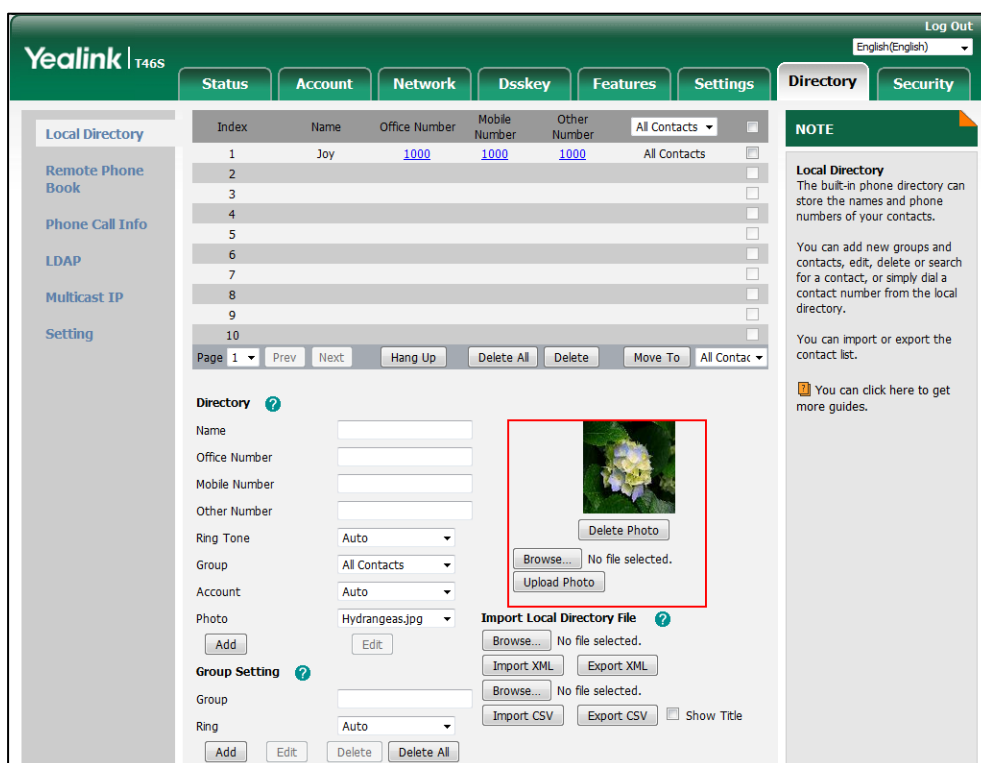 Log Out
Yealink T46S
English(English)
Status Account Network Dsskey Features Settings Directory Security
Local Directory
Remote Phone
Book
Phone Call Info
LDAP
Multicast IP
Setting
Index Name Office Number Mobile Number Other Number All Contacts
1 Joy 1000 1000 1000 All Contacts
2
3
4
5
6
7
8
9
10
Page 1 Prev Next Hang Up Delete All Delete Move To All Contac
Directory ?
Name
Office Number
Mobile Number
Other Number
Ring Tone Auto
Group All Contacts
Account Auto
Photo Hydrangeas.jpg
Add Edit
Group Setting ?
Group
Ring Auto
Add Edit Delete Delete All
Delete Photo
Browse... No file selected.
Upload Photo
Import Local Directory File ?
Browse... No file selected.
Import XML Export XML
Browse... No file selected.
Import CSV Export CSV Show Title
NOTE
Local Directory
The built-in phone directory can
store the names and phone
numbers of your contacts.
You can add new groups and
contacts, edit, delete or search
for a contact, or simply dial a
contact number from the local
directory.
You can import or export the
contact list.
? You can click here to get
more guides.